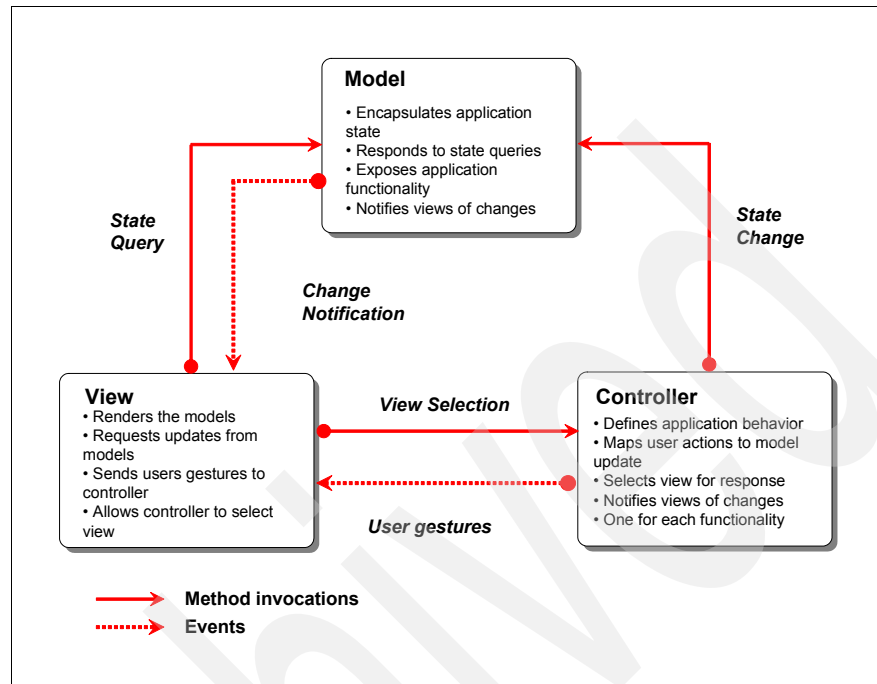 Model
• Encapsulates application
state
• Responds to state queries
• Exposes application
functionality
• Notifies views of changes
State
Query
State
Change
Change
Notification
View
• Renders the models
• Requests updates from
models
• Sends users gestures to
controller
• Allows controller to select
view
View Selection
User gestures
Controller
• Defines application behavior
• Maps user actions to model
update
• Selects view for response
• Notifies views of changes
• One for each functionality
Method invocations
Events